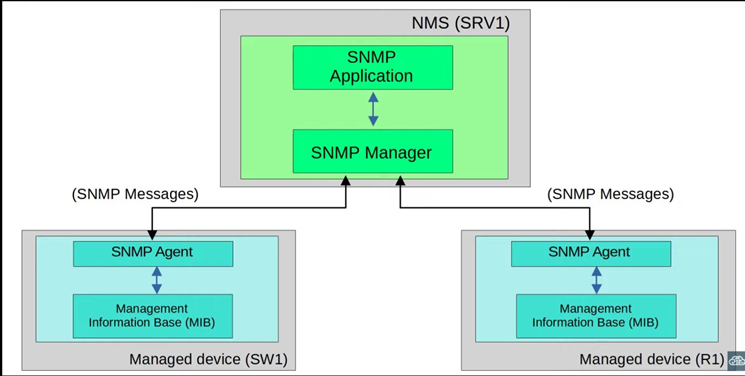 NMS (SRV1)
SNMP
Application
SNMP Manager
(SNMP Messages)
(SNMP Messages)
SNMP Agent
Management
Information Base (MIB)
Managed device (SW1)
SNMP Agent
Management
Information Base (MIB)
Managed device (R1)